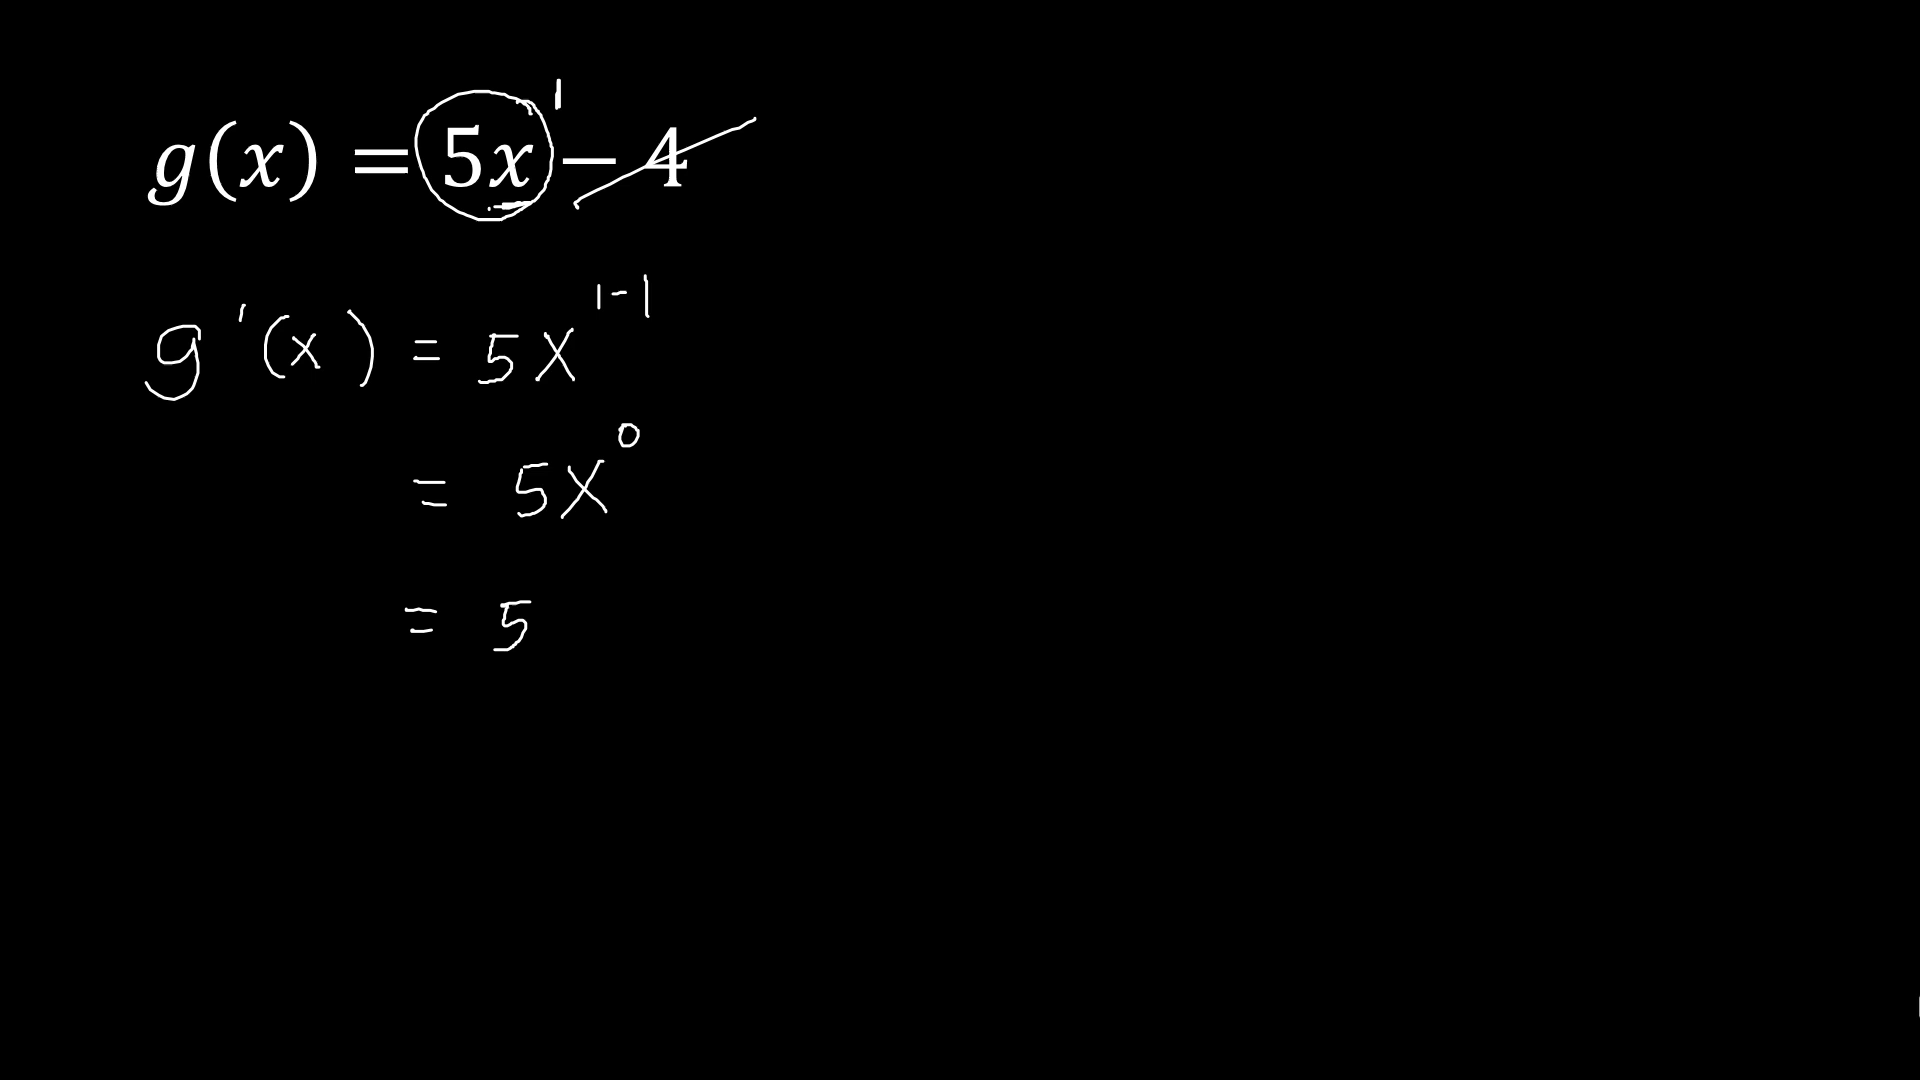 g(x) = 5x¹ − 4
g'(x) = 5x¹⁻¹
= 5x⁰
= 5